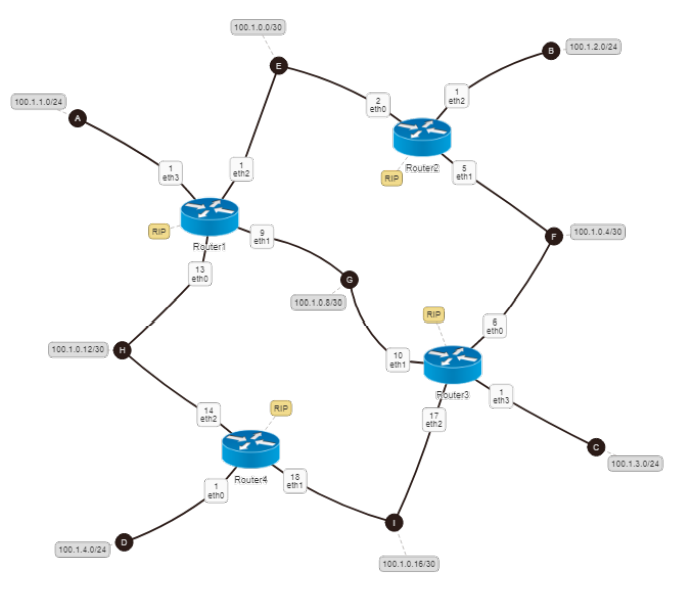 100.1.0.0/30
E
B
100.1.2.0/24
100.1.1.0/24
A
2
eth0
1
eth2
Router2
RIP
5
eth1
1
eth3
1
eth2
RIP
Router1
9
eth1
13
eth0
F
100.1.0.4/30
G
100.1.0.8/30
RIP
6
eth0
H
100.1.0.12/30
10
eth1
Router3
1
eth3
17
eth2
14
eth2
RIP
Router4
C
100.1.3.0/24
1
eth0
18
eth1
D
100.1.4.0/24
I
100.1.0.16/30